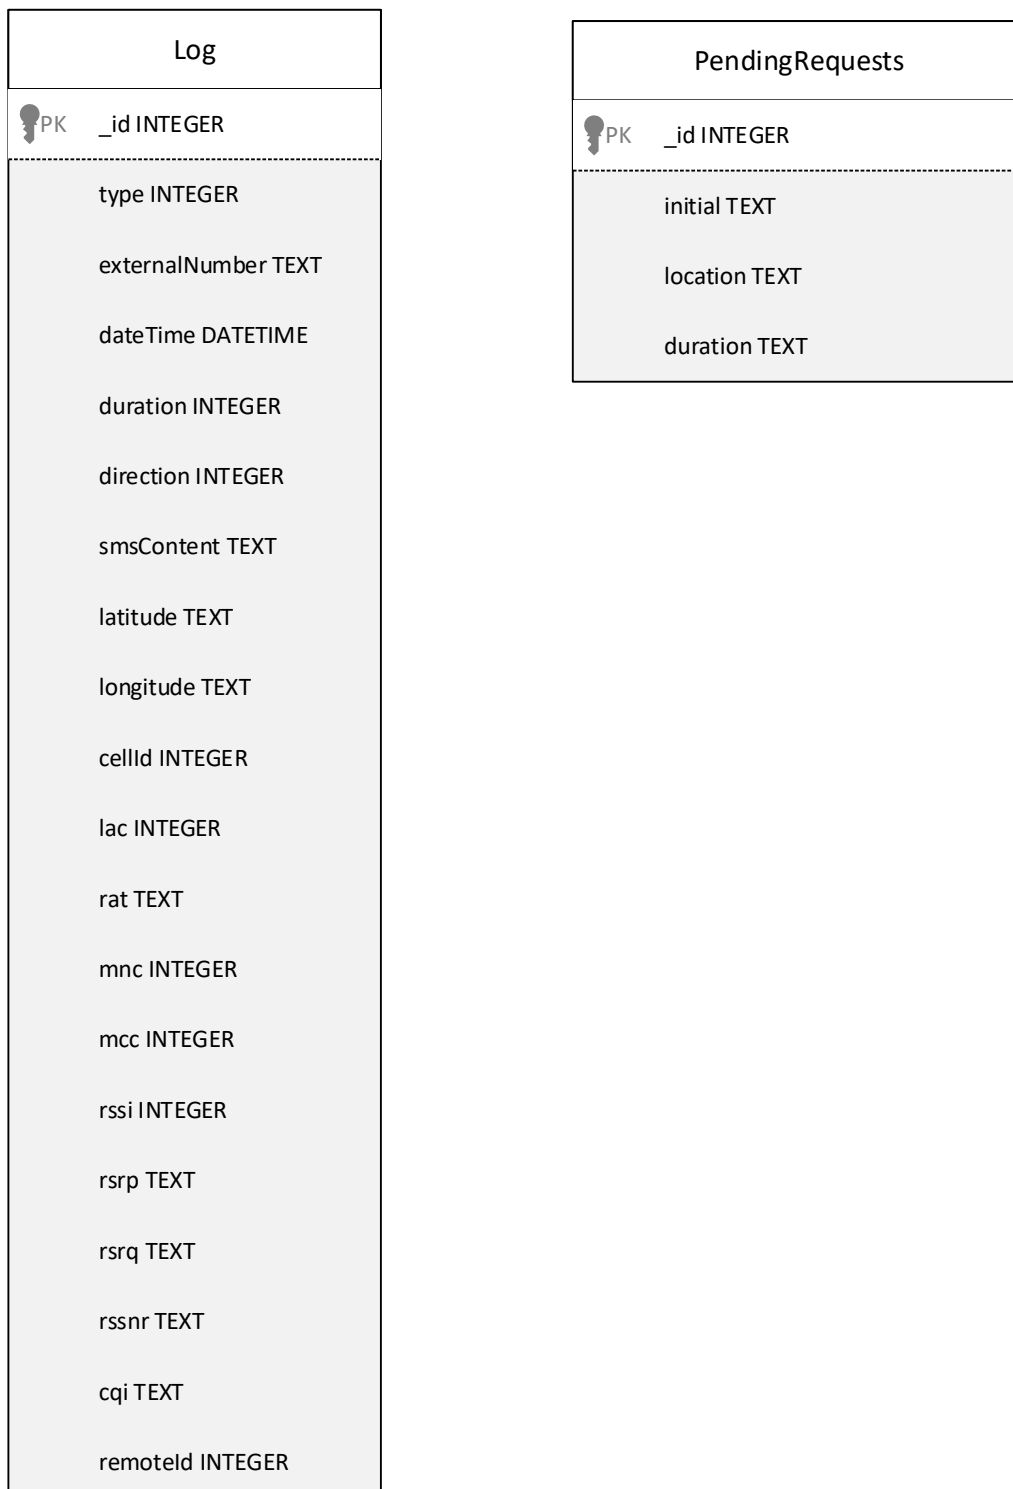 Log
PK _id INTEGER
type INTEGER
externalNumber TEXT
dateTime DATETIME
duration INTEGER
direction INTEGER
smsContent TEXT
latitude TEXT
longitude TEXT
cellId INTEGER
lac INTEGER
rat TEXT
mnc INTEGER
mcc INTEGER
rssi INTEGER
rsrp TEXT
rsrq TEXT
rssnr TEXT
cqi TEXT
remoteId INTEGER
PendingRequests
PK _id INTEGER
initial TEXT
location TEXT
duration TEXT